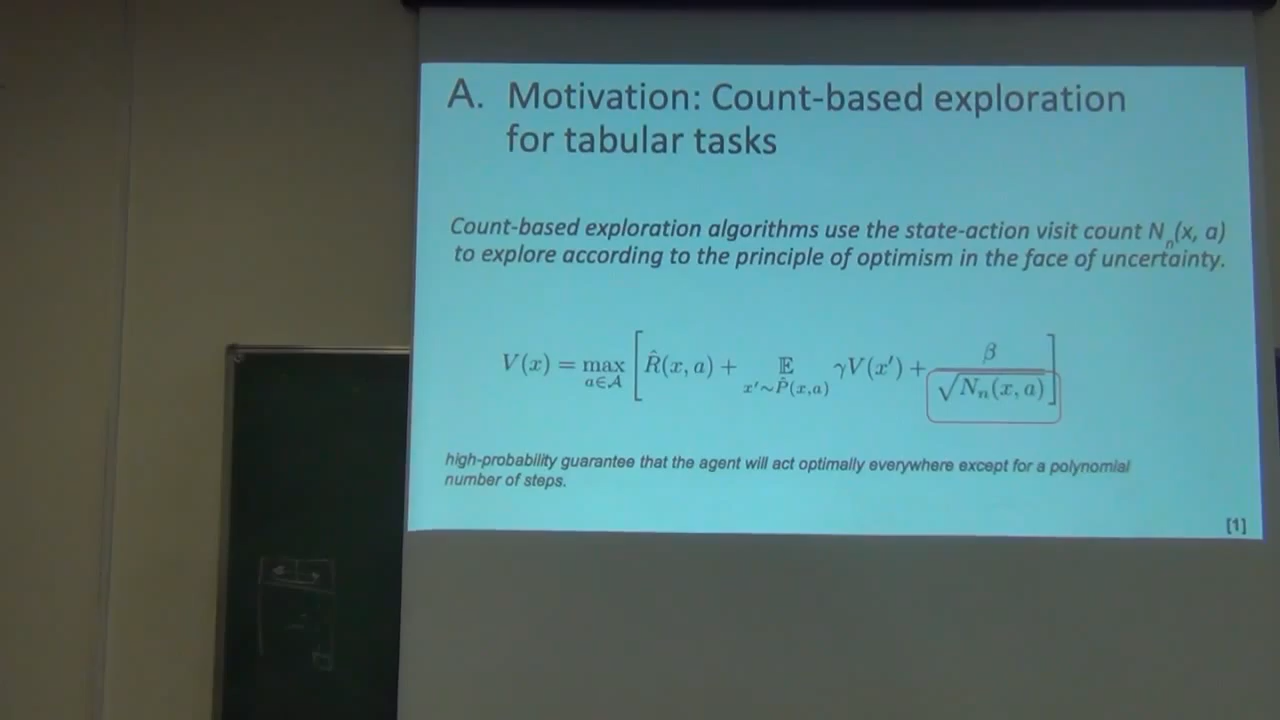 A. Motivation: Count-based exploration
for tabular tasks
Count-based exploration algorithms use the state-action visit count Nₙ(x, a)
to explore according to the principle of optimism in the face of uncertainty.
V(x) = max_{a∈𝒜} [ R̂(x, a) + 𝔼_{x′∼P̂(x,a)} γV(x′) + β / √Nₙ(x, a) ]
high-probability guarantee that the agent will act optimally everywhere except for a polynomial
number of steps.
[1]